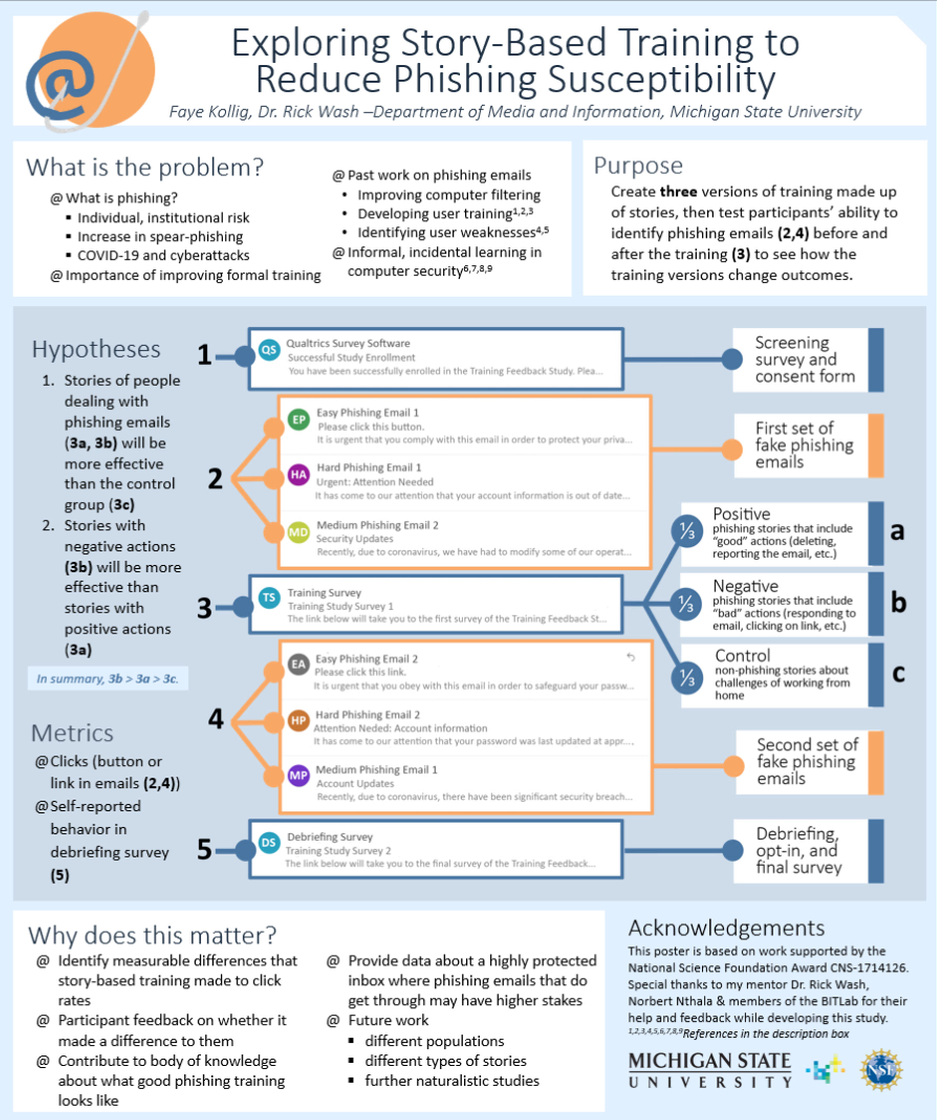 Exploring Story-Based Training to
Reduce Phishing Susceptibility
Faye Kollig, Dr. Rick Wash –Department of Media and Information, Michigan State University
@
What is the problem?
@ What is phishing?
▪ Individual, institutional risk
▪ Increase in spear-phishing
▪ COVID-19 and cyberattacks
@ Importance of improving formal training
@ Past work on phishing emails
• Improving computer filtering
• Developing user training1,2,3
• Identifying user weaknesses4,5
@ Informal, incidental learning in
computer security6,7,8,9
Purpose
Create three versions of training made up
of stories, then test participants’ ability to
identify phishing emails (2,4) before and
after the training (3) to see how the
training versions change outcomes.
Hypotheses
1. Stories of people
dealing with
phishing emails
(3a, 3b) will be
more effective
than the control
group (3c)
2. Stories with
negative actions
(3b) will be more
effective than
stories with
positive actions
(3a)
In summary, 3b > 3a > 3c.
Metrics
@ Clicks (button or
link in emails (2,4))
@ Self-reported
behavior in
debriefing survey
(5)
1
QS
Qualtrics Survey Software
Successful Study Enrollment
You have been successfully enrolled in the Training Feedback Study. Plea...
Screening
survey and
consent form
2
EP
Easy Phishing Email 1
Please click this button.
It is urgent that you comply with this email in order to protect your priva...
HA
Hard Phishing Email 1
Urgent: Attention Needed
It has come to our attention that your account information is out of date...
MD
Medium Phishing Email 2
Security Updates
Recently, due to coronavirus, we have had to modify some of our operat...
First set of
fake phishing
emails
3
TS
Training Survey
Training Study Survey 1
The link below will take you to the first survey of the Training Feedback St...
⅓
Positive
phishing stories that include
“good” actions (deleting,
reporting the email, etc.)
a
⅓
Negative
phishing stories that include
“bad” actions (responding to
email, clicking on link, etc.)
b
⅓
Control
non-phishing stories about
challenges of working from
home
c
4
EA
Easy Phishing Email 2
Please click this link.
It is urgent that you obey with this email in order to safeguard your passw...
HP
Hard Phishing Email 2
Attention Neded: Account information
It has come to our attention that your password was last updated at appr...,
MP
Medium Phishing Email 1
Account Updates
Recently, due to coronavirus, there have been significant security breach...
Second set of
fake phishing
emails
5
DS
Debriefing Survey
Training Study Survey 2
The link below will take you to the final survey of the Training Feedback...
Debriefing,
opt-in, and
final survey
Why does this matter?
@ Identify measurable differences that
story-based training made to click
rates
@ Participant feedback on whether it
made a difference to them
@ Contribute to body of knowledge
about what good phishing training
looks like
@ Provide data about a highly protected
inbox where phishing emails that do
get through may have higher stakes
@ Future work
▪ different populations
▪ different types of stories
▪ further naturalistic studies
Acknowledgements
This poster is based on work supported by the
National Science Foundation Award CNS-1714126.
Special thanks to my mentor Dr. Rick Wash,
Norbert Nthala & members of the BITLab for their
help and feedback while developing this study.
1,2,3,4,5,6,7,8,9References in the description box
MICHIGAN STATE
UNIVERSITY
NSF